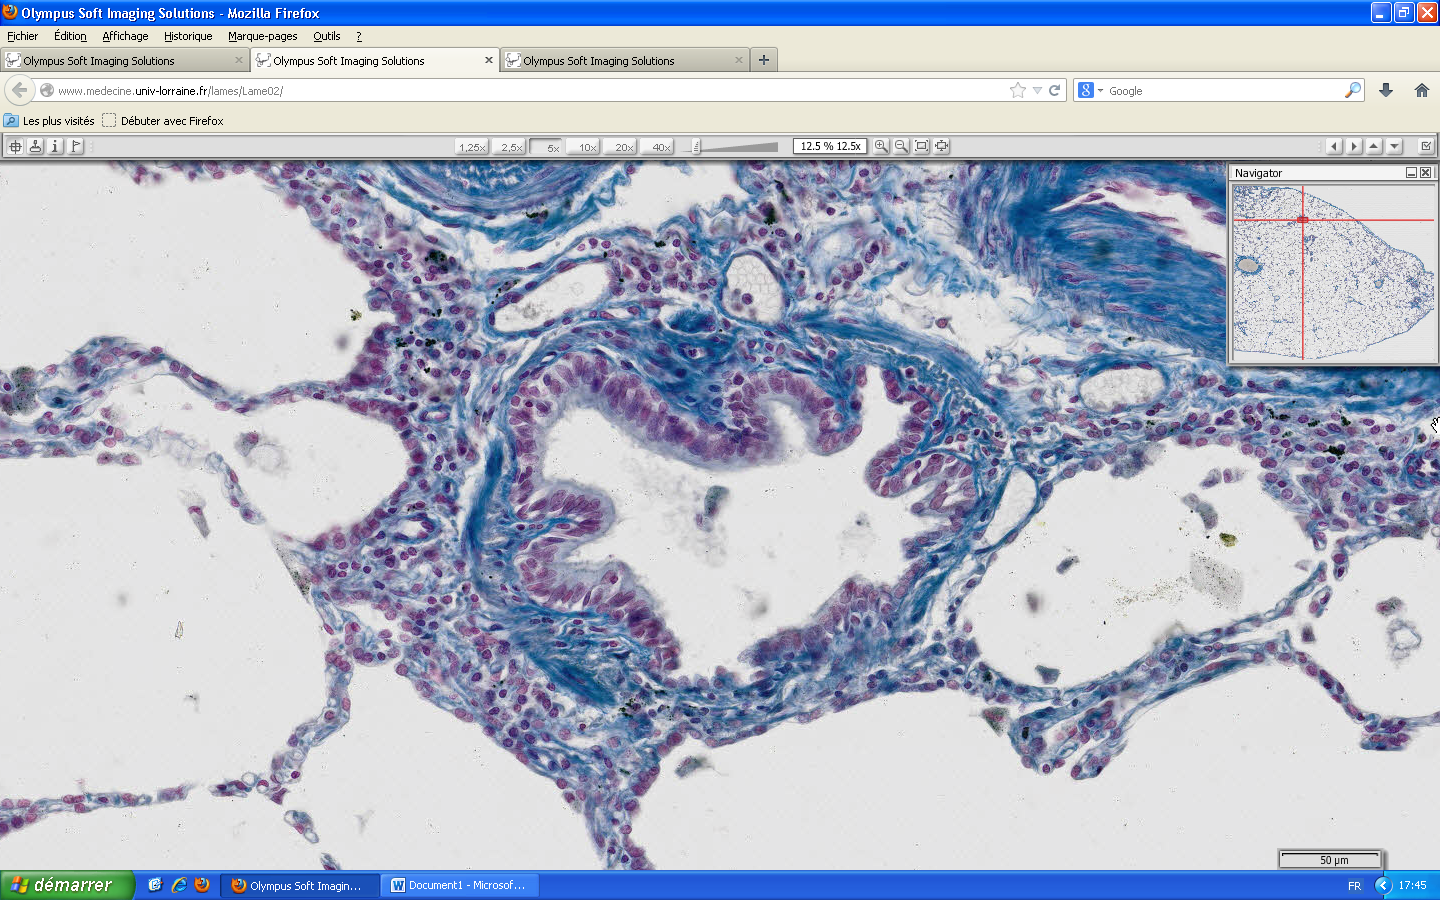 Olympus Soft Imaging Solutions - Mozilla Firefox
Fichier Édition Affichage Historique Marque-pages Outils ?
Olympus Soft Imaging Solutions Olympus Soft Imaging Solutions Olympus Soft Imaging Solutions
www.medecine.univ-lorraine.fr/lames/Lame02/ Google
Les plus visités Débuter avec Firefox
1,25x 2,5x 5x 10x 20x 40x 12.5 % 12.5x
Navigator
50 µm
démarrer Olympus Soft Imagin... Document1 - Microsof... FR 17:45